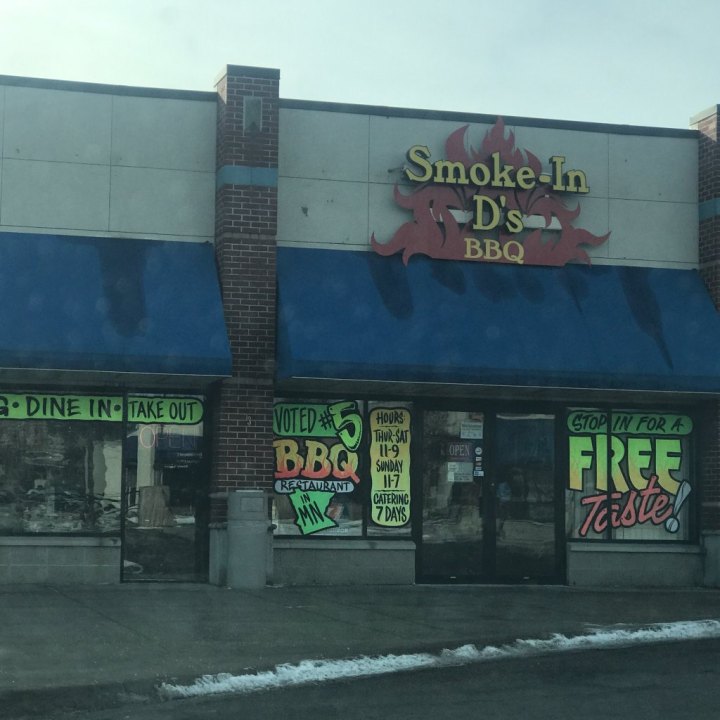 Smoke-In
D's
BBQ
G • DINE IN • TAKE OUT
OPEN
VOTED #5
BBQ
RESTAURANT
IN
MN
HOURS
THUR-SAT
11-9
SUNDAY
11-7
CATERING
7 DAYS
OPEN
STOP IN FOR A
FREE
Taste!